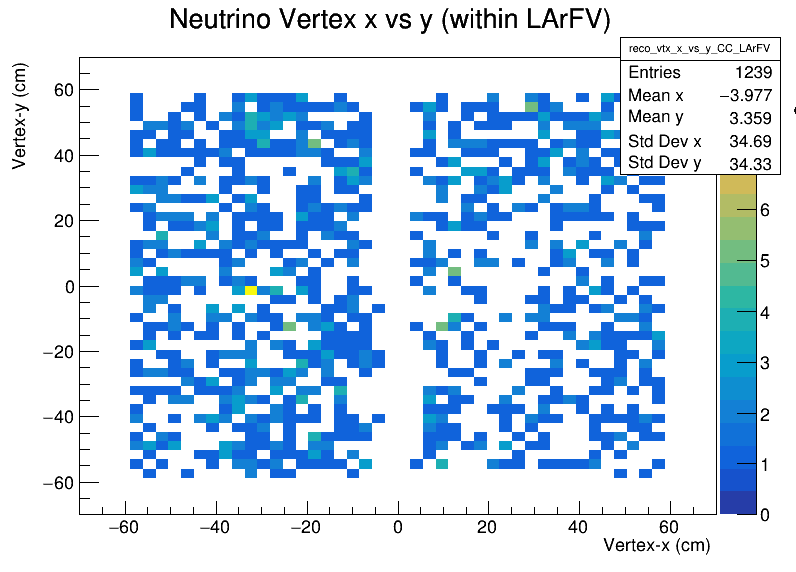 Neutrino Vertex x vs y (within LArFV)
reco_vtx_x_vs_y_CC_LArFV
Entries 1239
Mean x −3.977
Mean y 3.359
Std Dev x 34.69
Std Dev y 34.33
Vertex-y (cm)
60
40
20
0
−20
−40
−60
−60 −40 −20 0 20 40 60
Vertex-x (cm)
6
5
4
3
2
1
0